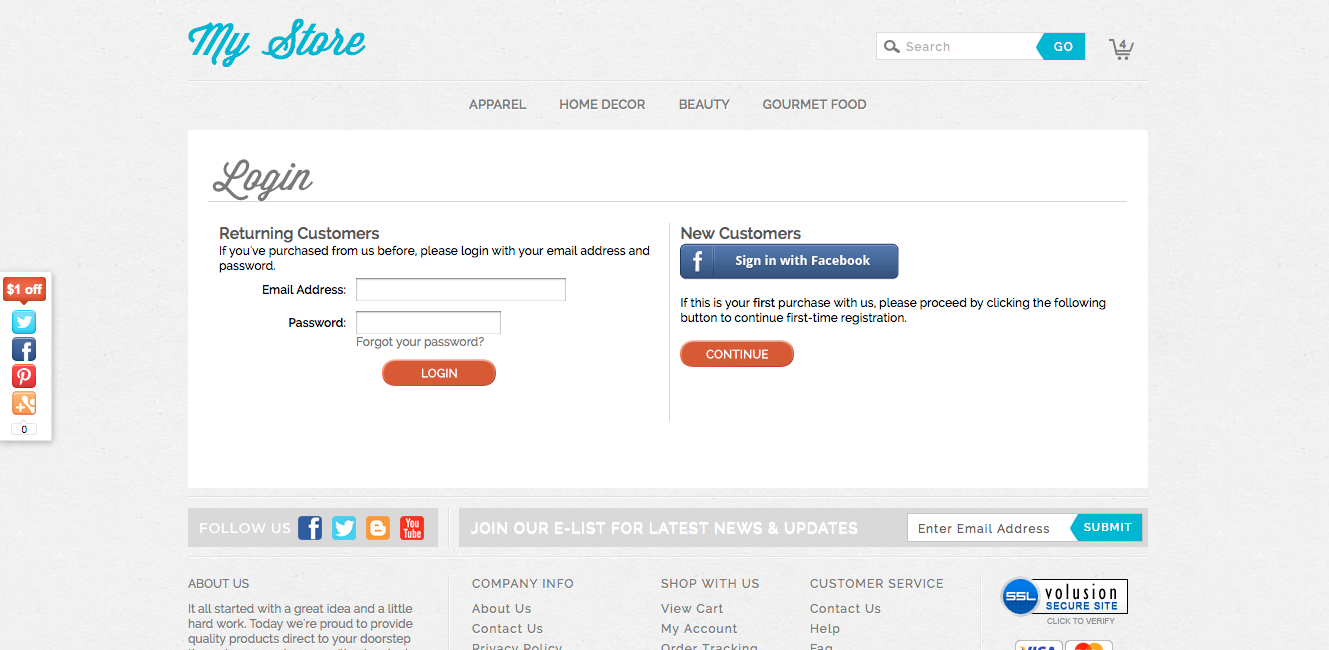 My Store
Search
GO
4
APPAREL
HOME DECOR
BEAUTY
GOURMET FOOD
Login
Returning Customers
If you've purchased from us before, please login with your email address and
password.
Email Address:
Password:
Forgot your password?
LOGIN
New Customers
f Sign in with Facebook
If this is your first purchase with us, please proceed by clicking the following
button to continue first-time registration.
CONTINUE
$1 off
0
FOLLOW US
You
Tube
JOIN OUR E-LIST FOR LATEST NEWS & UPDATES
Enter Email Address
SUBMIT
ABOUT US
It all started with a great idea and a little
hard work. Today we're proud to provide
quality products direct to your doorstep
COMPANY INFO
About Us
Contact Us
Privacy Policy
SHOP WITH US
View Cart
My Account
Order Tracking
CUSTOMER SERVICE
Contact Us
Help
Faq
SSL volusion
SECURE SITE
CLICK TO VERIFY
VISA